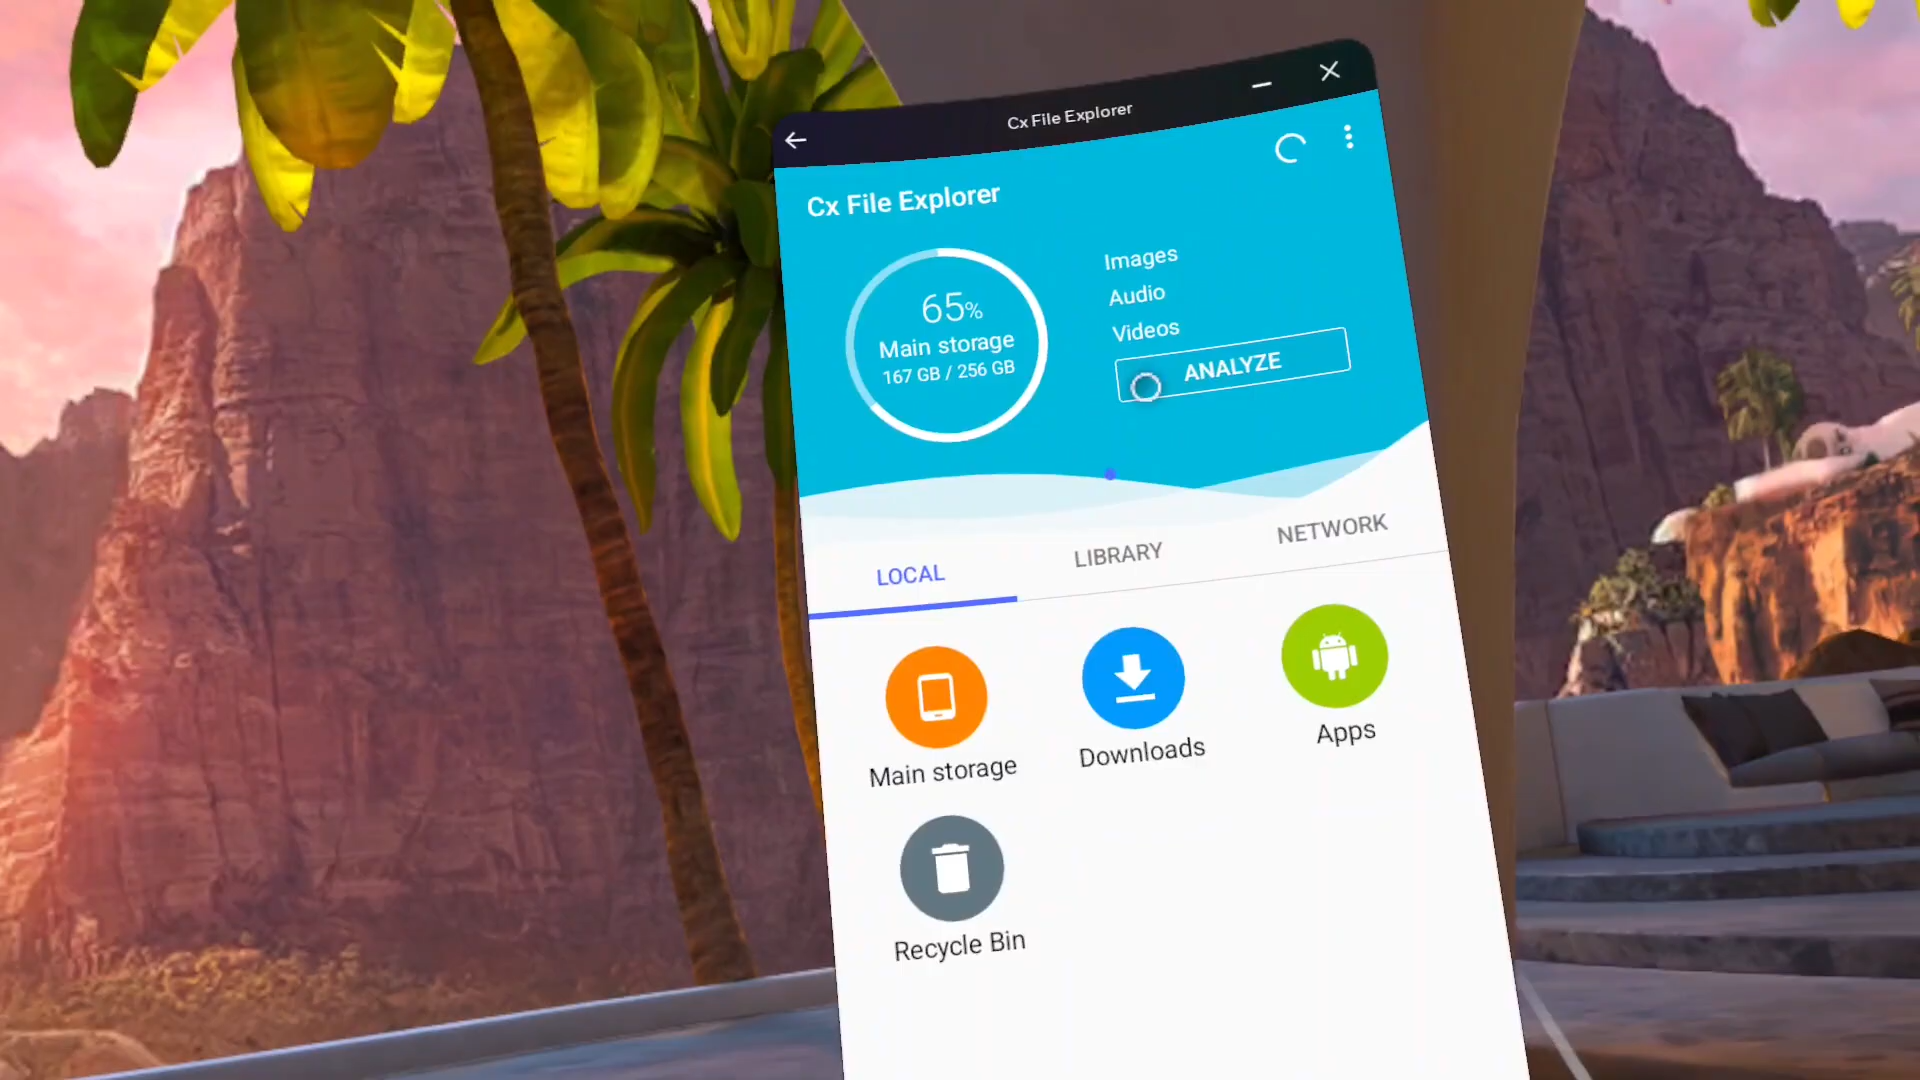 Cx File Explorer
Cx File Explorer
65%
Main storage
167 GB / 256 GB
Images
Audio
Videos
ANALYZE
LOCAL
LIBRARY
NETWORK
Main storage
Downloads
Apps
Recycle Bin